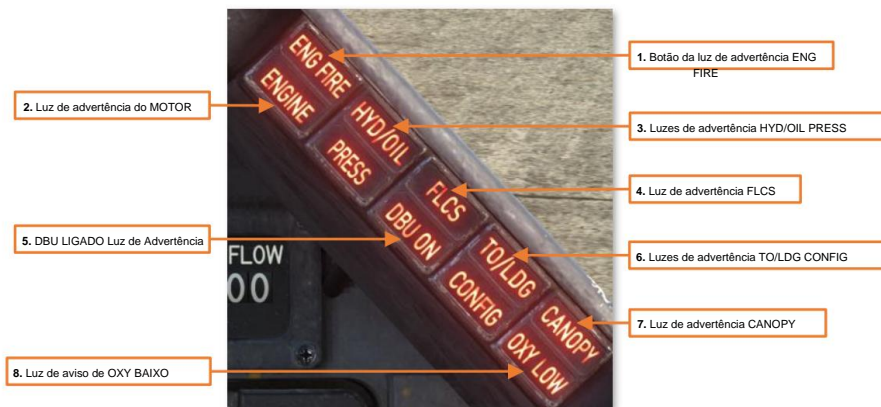 1. Botão da luz de advertência ENG
FIRE
2. Luz de advertência do MOTOR
3. Luzes de advertência HYD/OIL PRESS
4. Luz de advertência FLCS
5. DBU LIGADO Luz de Advertência
6. Luzes de advertência TO/LDG CONFIG
7. Luz de advertência CANOPY
8. Luz de aviso de OXY BAIXO
ENG FIRE
ENGINE
HYD/OIL
PRESS
FLCS
DBU ON
TO/LDG
CONFIG
CANOPY
OXY LOW
FLOW
00